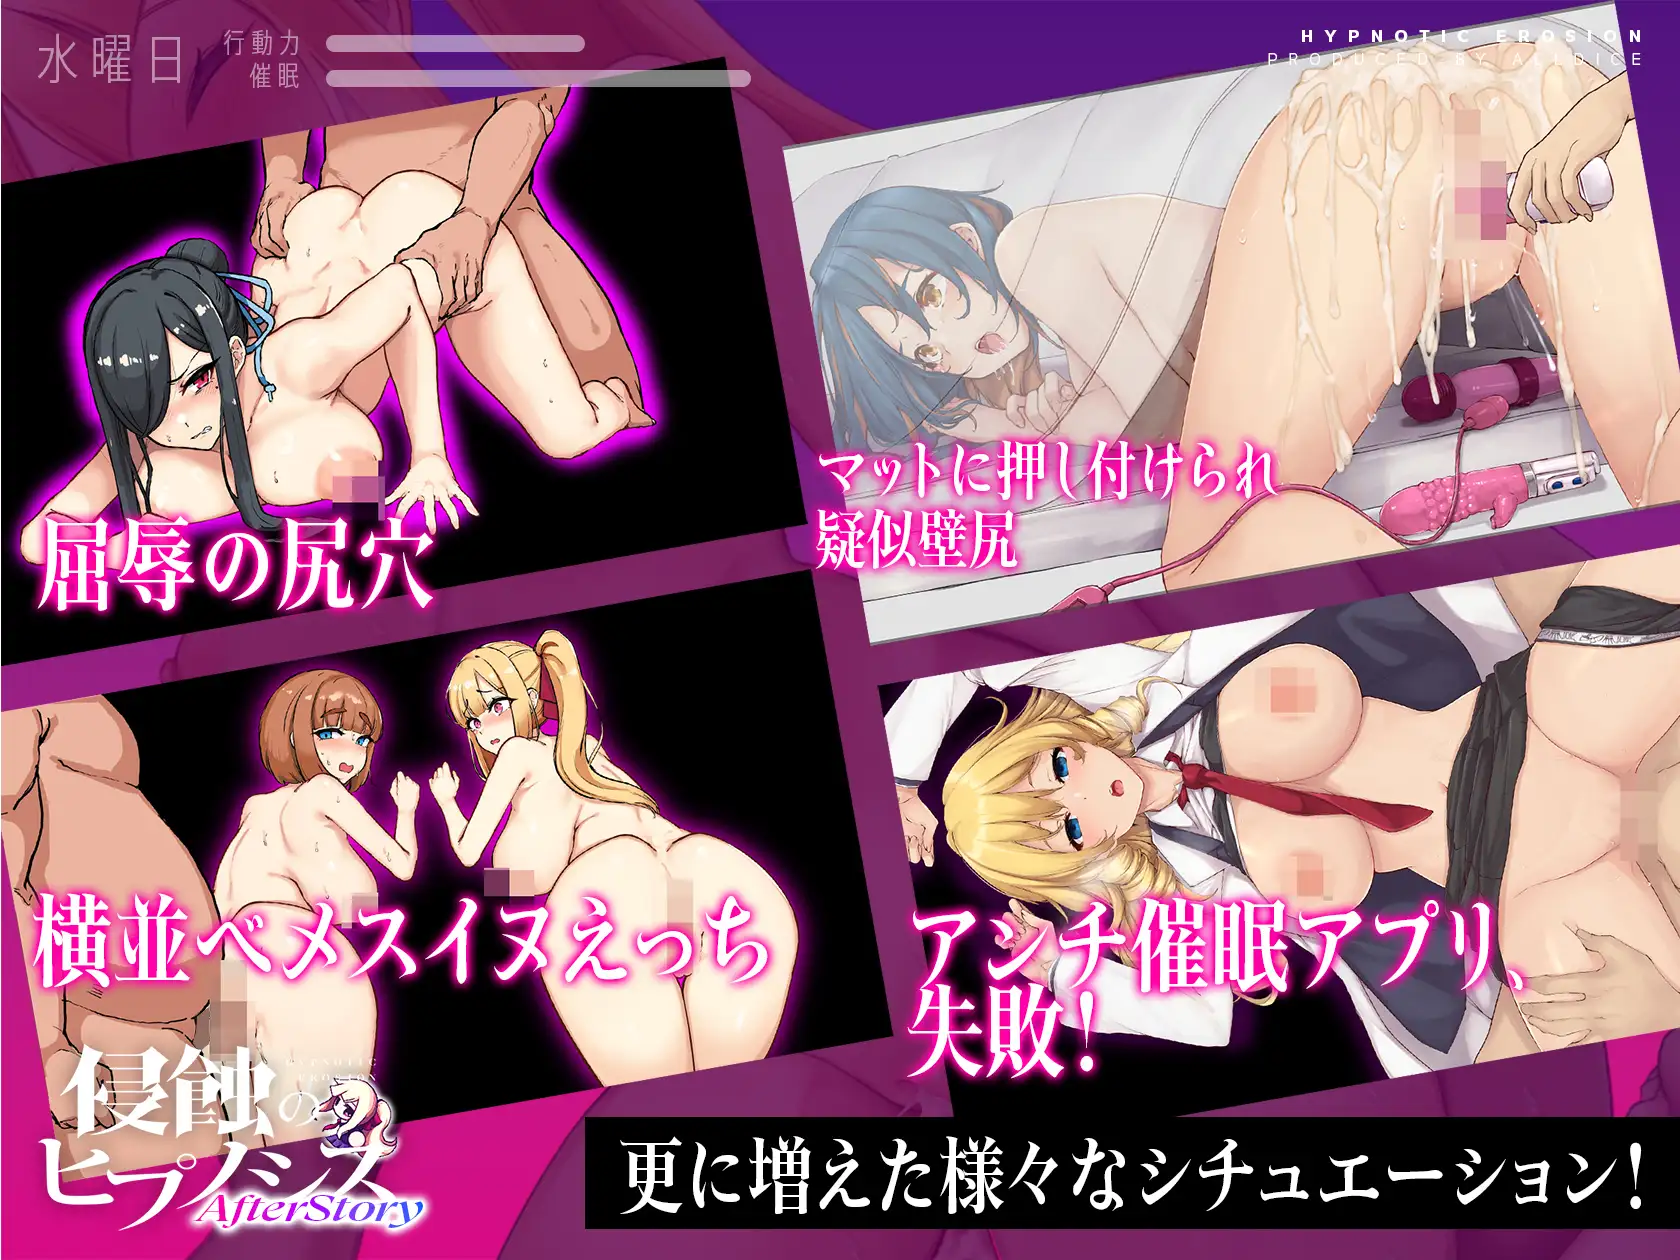 水曜日
行動力
催眠
HYPNOTIC EROSION
PRODUCED BY ALLDICE
屈辱の尻穴
マットに押し付けられ
疑似壁尻
横並べメスイヌえっち
アンチ催眠アプリ、
失敗！
侵蝕の
HYPNOTIC
EROSION
ヒプノシス
AfterStory
更に増えた様々なシチュエーション！